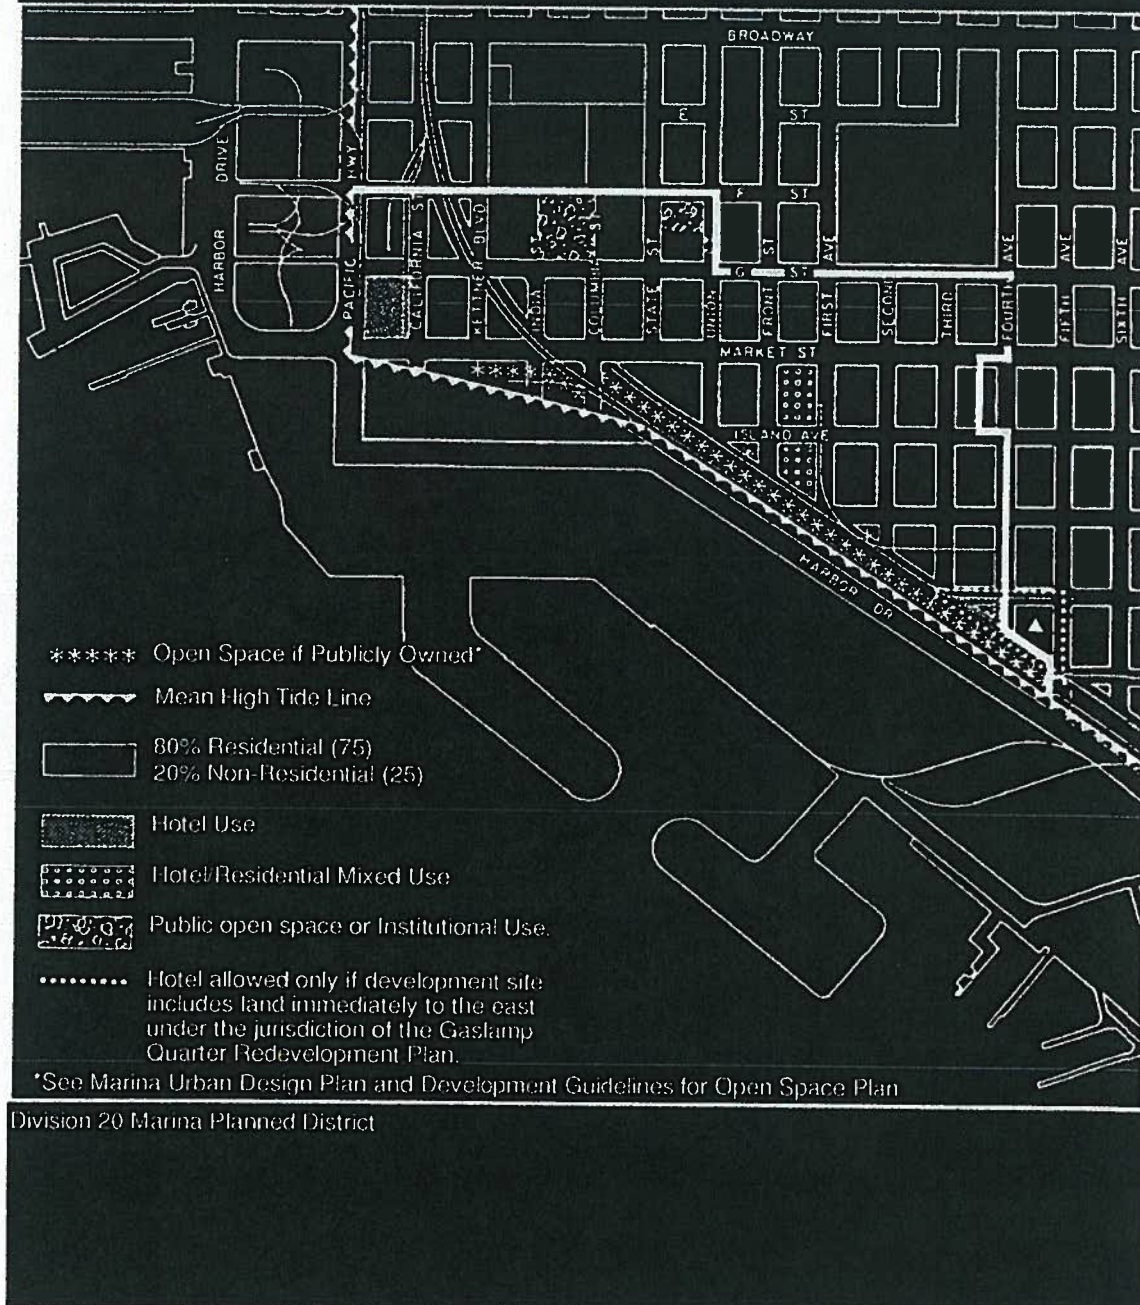 BROADWAY
E ST
F ST
G ST
MARKET ST
ISLAND AVE
HARBOR DR
HARBOR DRIVE
PACIFIC HWY
CALIFORNIA ST
KETTNER BLVD
INDIA ST
COLUMBIA ST
STATE ST
UNION
FRONT ST
FIRST AVE
SECOND
THIRD
FOURTH AVE
FIFTH AVE
SIXTH AVE
***** Open Space if Publicly Owned*
Mean High Tide Line
80% Residential (75)
20% Non-Residential (25)
Hotel Use
Hotel/Residential Mixed Use
Public open space or Institutional Use.
Hotel allowed only if development site
includes land immediately to the east
under the jurisdiction of the Gaslamp
Quarter Redevelopment Plan.
*See Marina Urban Design Plan and Development Guidelines for Open Space Plan
Division 20 Marina Planned District